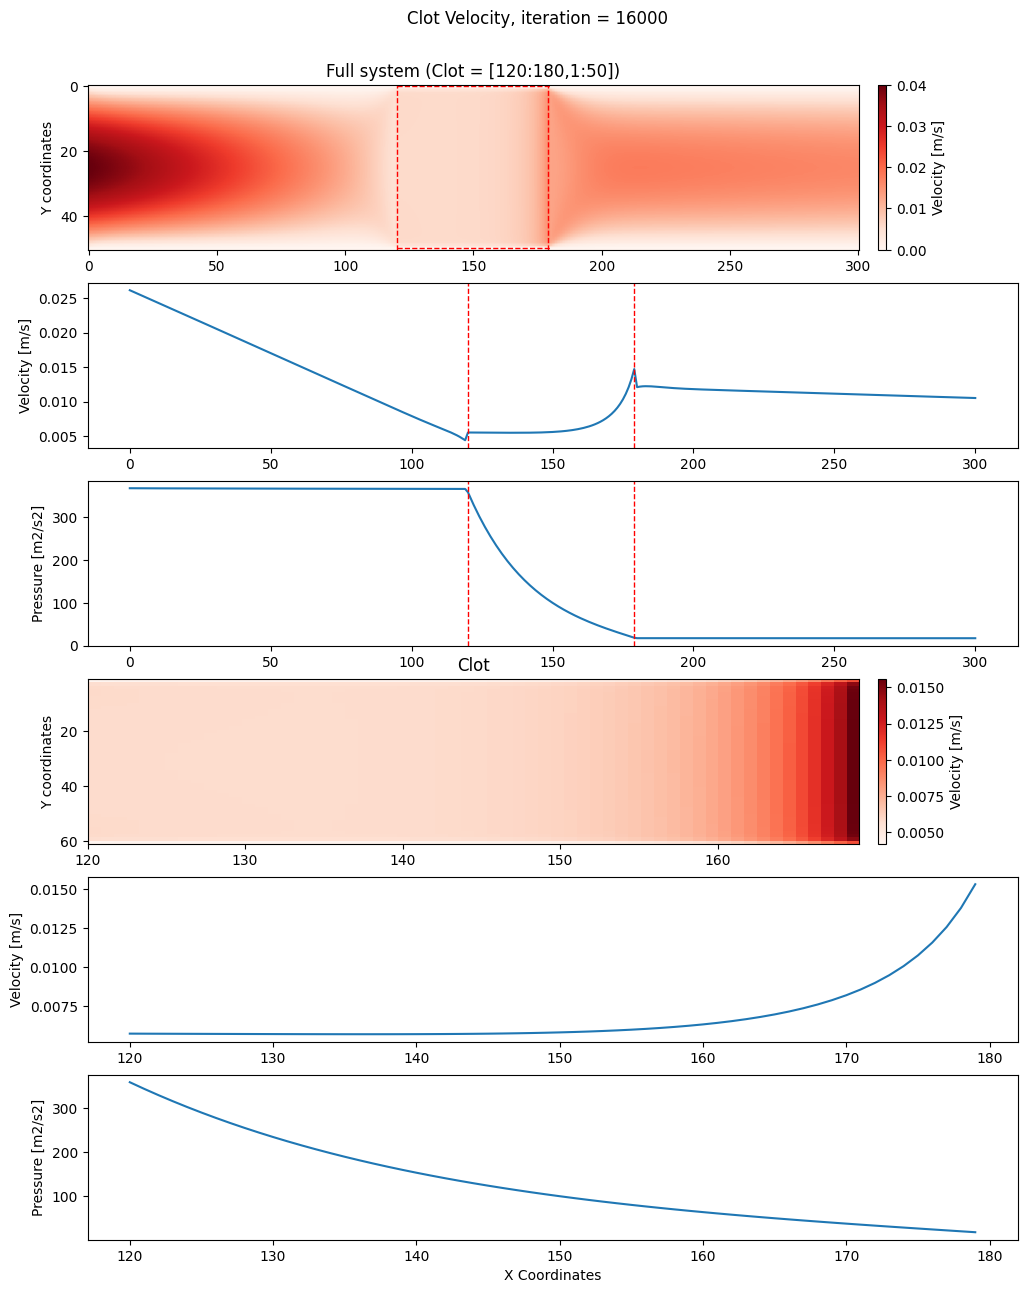 Clot Velocity, iteration = 16000
Full system (Clot = [120:180,1:50])
Y coordinates
0
20
40
0 50 100 150 200 250 300
0.04
0.03
0.02
0.01
0.00
Velocity [m/s]
Velocity [m/s]
0.025
0.020
0.015
0.010
0.005
0 50 100 150 200 250 300
Pressure [m2/s2]
300
200
100
0
0 50 100 150 200 250 300
Clot
Y coordinates
20
40
60
120 130 140 150 160
0.0150
0.0125
0.0100
0.0075
0.0050
Velocity [m/s]
Velocity [m/s]
0.0150
0.0125
0.0100
0.0075
120 130 140 150 160 170 180
Pressure [m2/s2]
300
200
100
120 130 140 150 160 170 180
X Coordinates